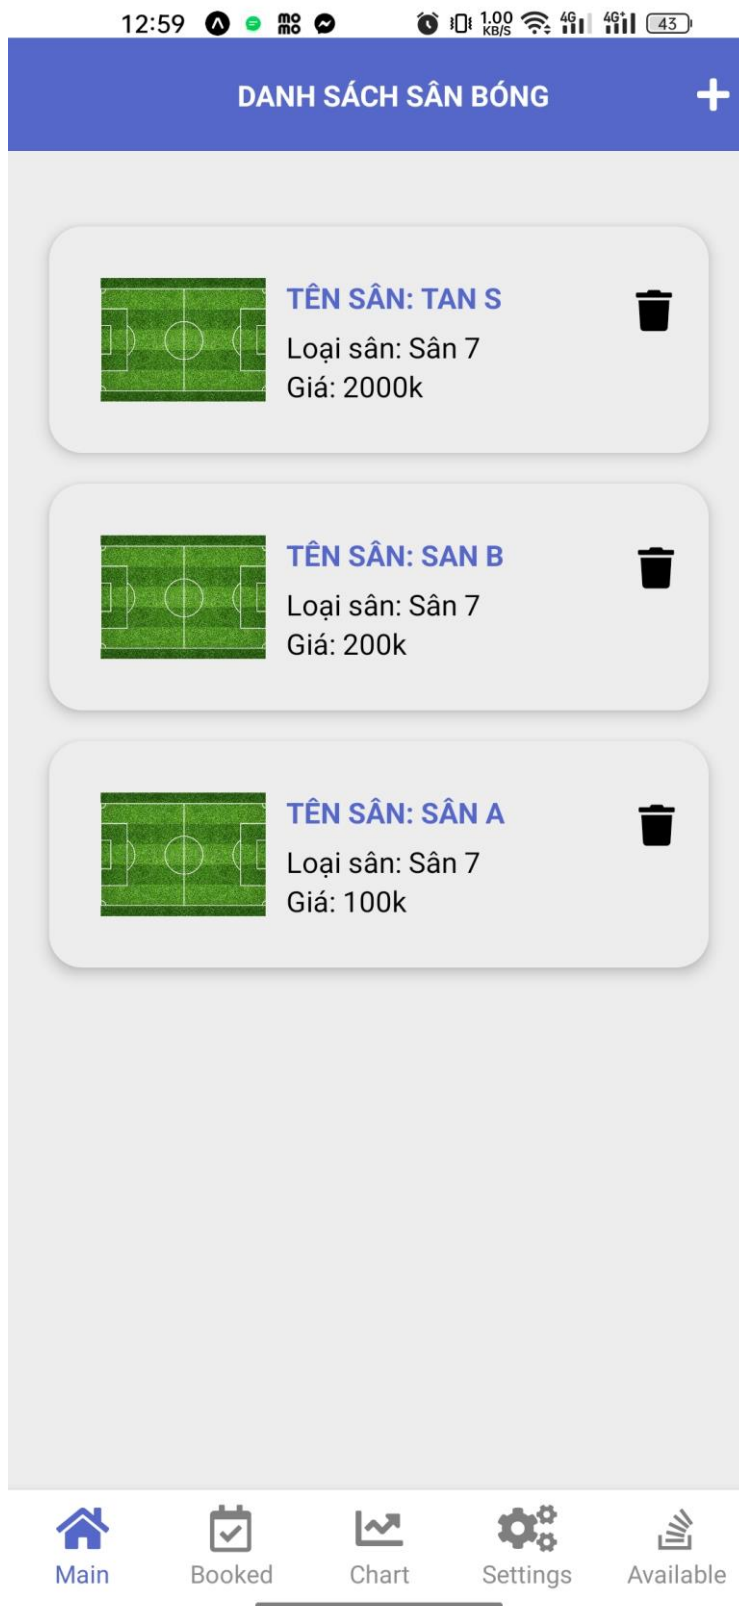 12:59
mo
mo
1.00
KB/S
4G
4G+
43
DANH SÁCH SÂN BÓNG
TÊN SÂN: TAN S
Loại sân: Sân 7
Giá: 2000k
TÊN SÂN: SAN B
Loại sân: Sân 7
Giá: 200k
TÊN SÂN: SÂN A
Loại sân: Sân 7
Giá: 100k
Main
Booked
Chart
Settings
Available